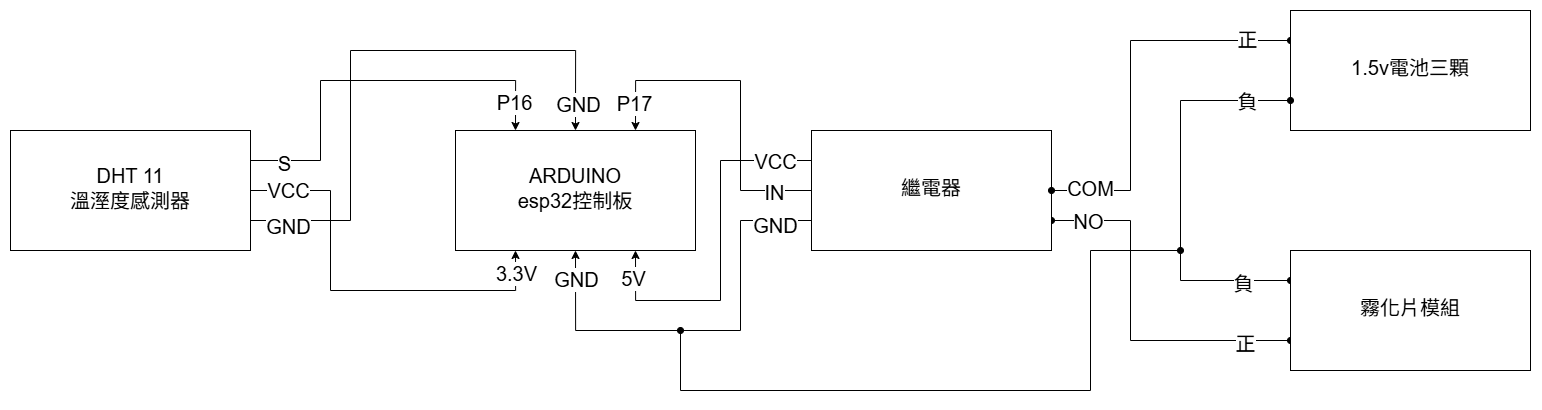 DHT 11
溫溼度感測器
S
VCC
GND
P16
GND
P17
ARDUINO
esp32控制板
3.3V
GND
5V
VCC
IN
GND
繼電器
COM
NO
正
負
1.5v電池三顆
負
正
霧化片模組